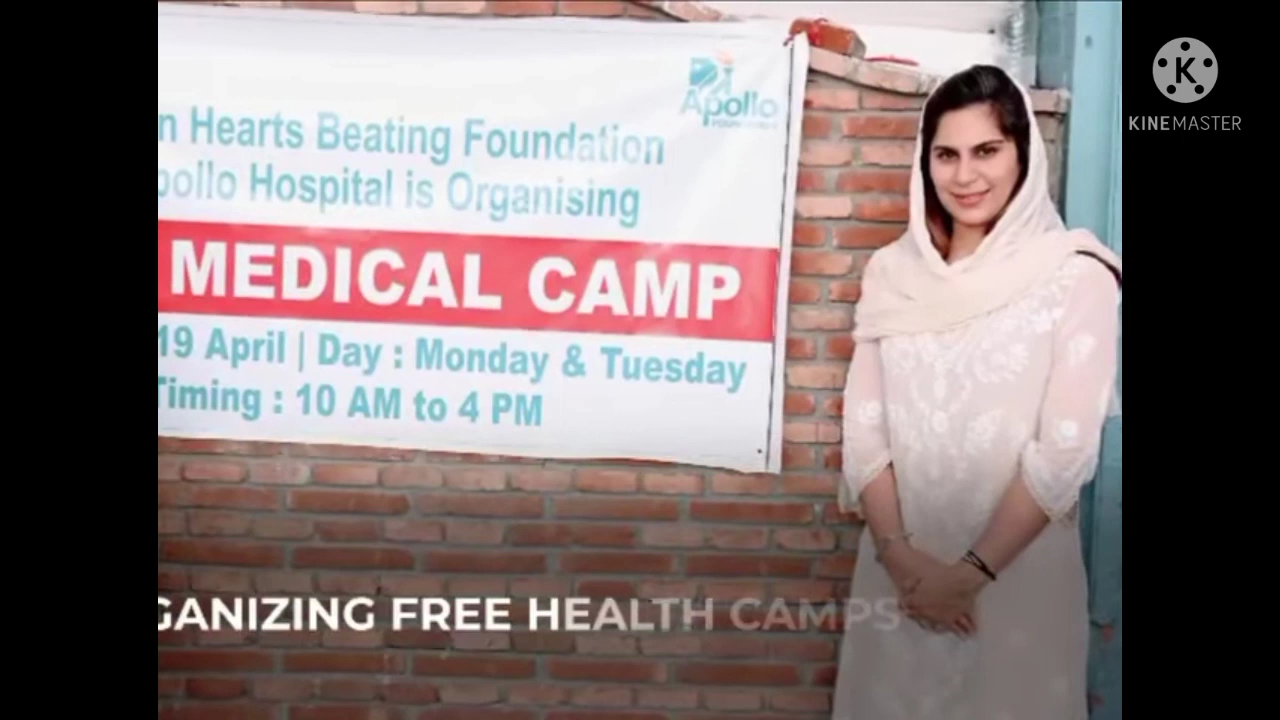 Apollo
n Hearts Beating Foundation
pollo Hospital is Organising
MEDICAL CAMP
19 April | Day : Monday & Tuesday
Timing : 10 AM to 4 PM
GANIZING FREE HEALTH CAMPS
K
KINEMASTER